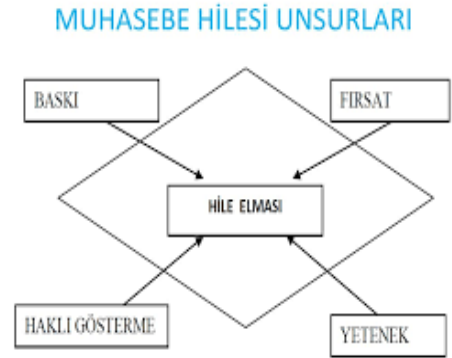 MUHASEBE HİLESİ UNSURLARI
BASKI
FIRSAT
HİLE ELMASI
HAKLI GÖSTERME
YETENEK